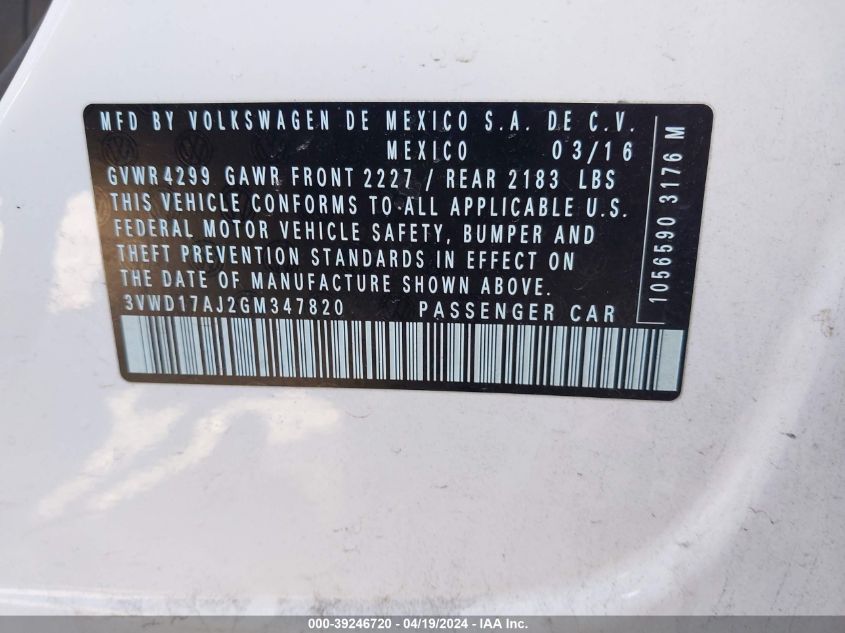 MFD BY VOLKSWAGEN DE MEXICO S.A. DE C.V.
MEXICO 03/16
GVWR 4299 GAWR FRONT 2227 / REAR 2183 LBS
THIS VEHICLE CONFORMS TO ALL APPLICABLE U.S.
FEDERAL MOTOR VEHICLE SAFETY, BUMPER AND
THEFT PREVENTION STANDARDS IN EFFECT ON
THE DATE OF MANUFACTURE SHOWN ABOVE.
3VWD17AJ2GM347820 PASSENGER CAR
1056590 3176 M
000-39246720 - 04/19/2024 - IAA Inc.